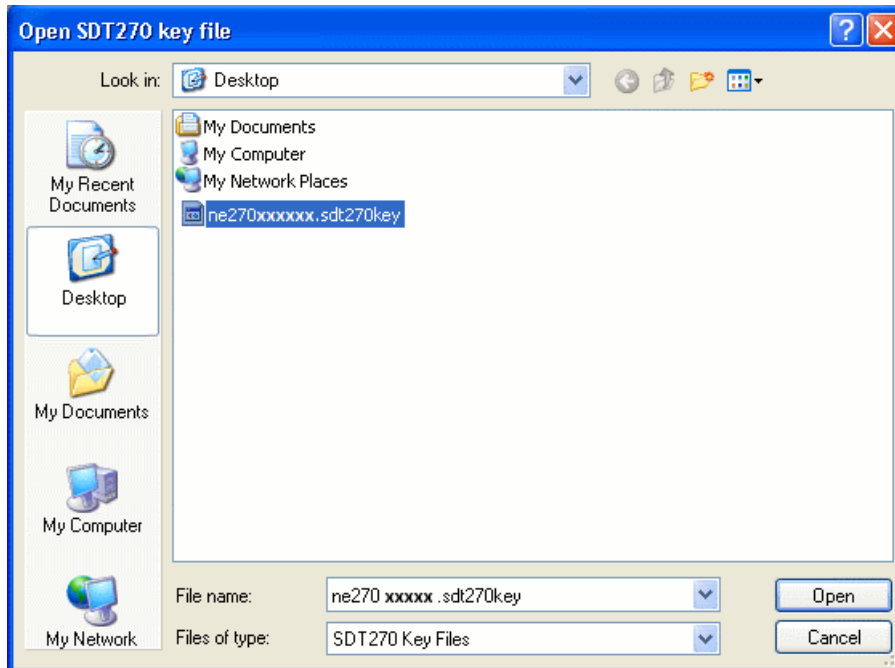 Open SDT270 key file
Look in: Desktop
My Documents
My Computer
My Network Places
ne270xxxxxx.sdt270key
My Recent
Documents
Desktop
My Documents
My Computer
My Network
File name: ne270 xxxxx .sdt270key Open
Files of type: SDT270 Key Files Cancel